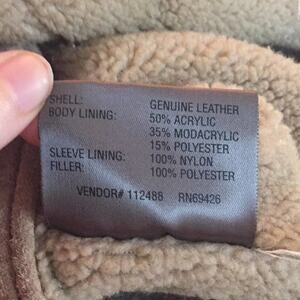 SHELL: GENUINE LEATHER
BODY LINING: 50% ACRYLIC
35% MODACRYLIC
15% POLYESTER
SLEEVE LINING: 100% NYLON
FILLER: 100% POLYESTER
VENDOR# 112488 RN69426